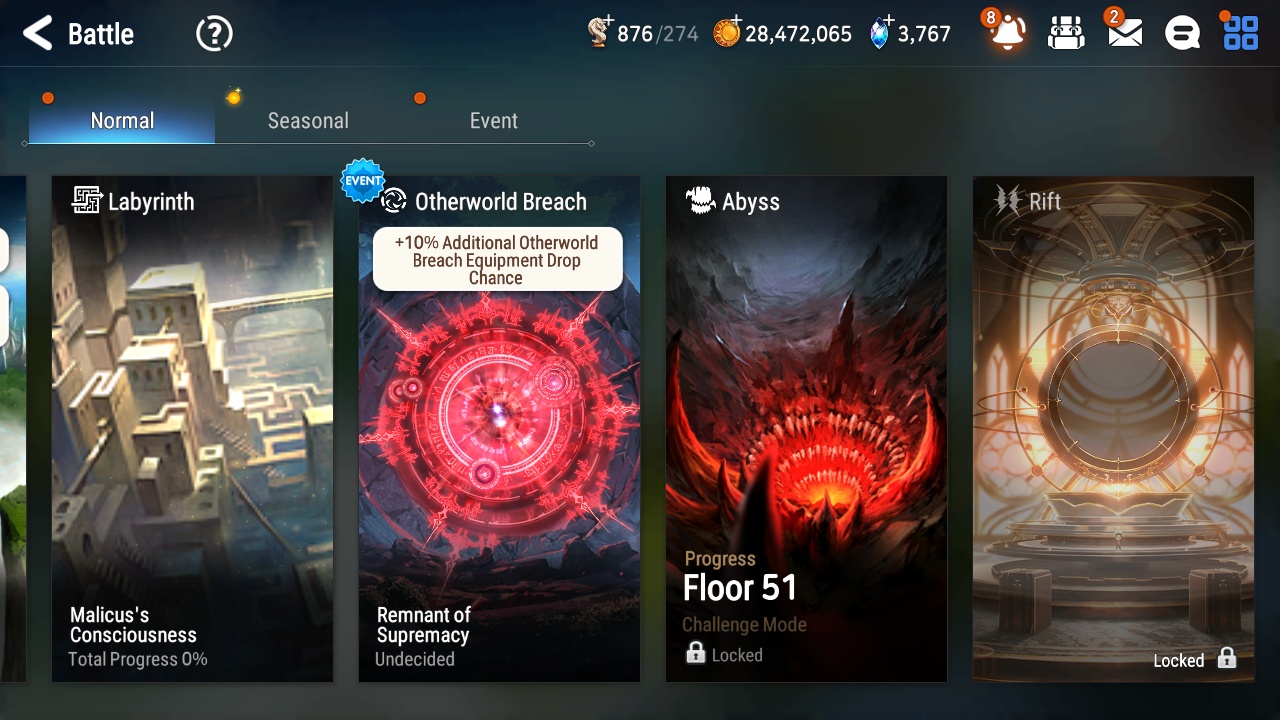 Battle
?
876/274
28,472,065
3,767
8
2
Normal
Seasonal
Event
Labyrinth
Malicus's
Consciousness
Total Progress 0%
EVENT
Otherworld Breach
+10% Additional Otherworld
Breach Equipment Drop
Chance
Remnant of
Supremacy
Undecided
Abyss
Progress
Floor 51
Challenge Mode
Locked
Rift
Locked